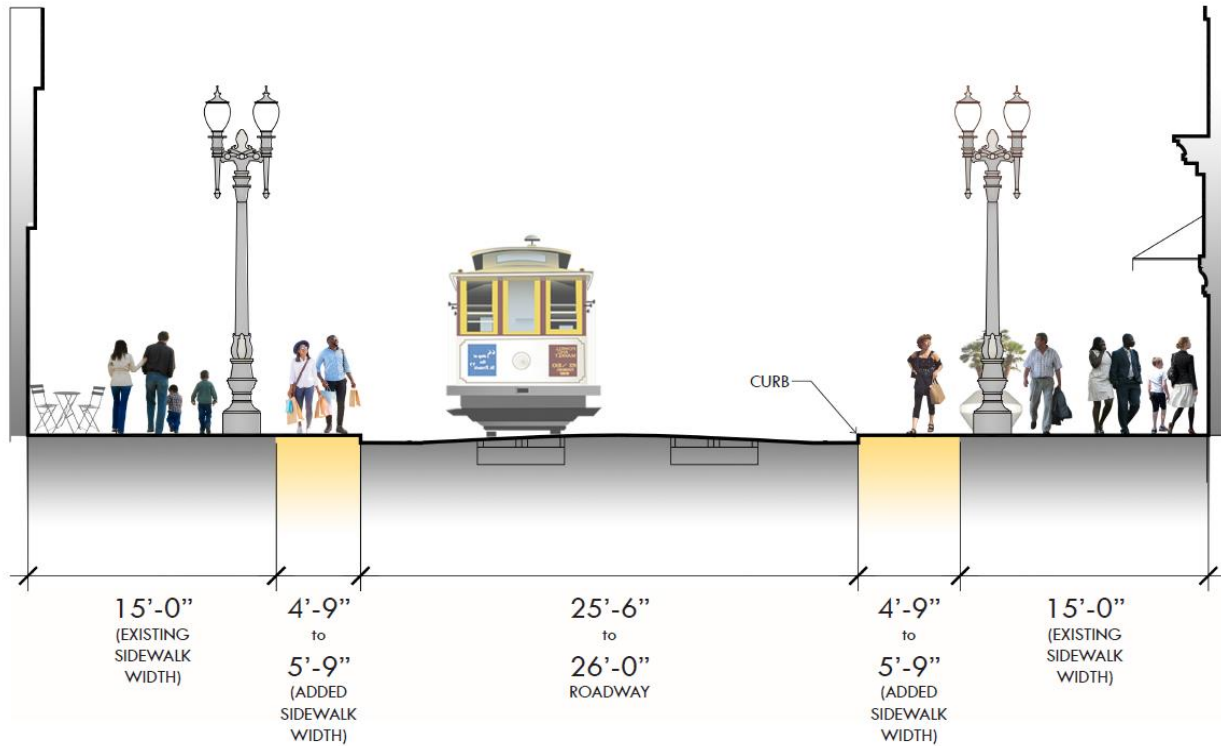 CURB
15’-0”
(EXISTING
SIDEWALK
WIDTH)
4’-9”
to
5’-9”
(ADDED
SIDEWALK
WIDTH)
25’-6”
to
26’-0”
ROADWAY
4’-9”
to
5’-9”
(ADDED
SIDEWALK
WIDTH)
15’-0”
(EXISTING
SIDEWALK
WIDTH)